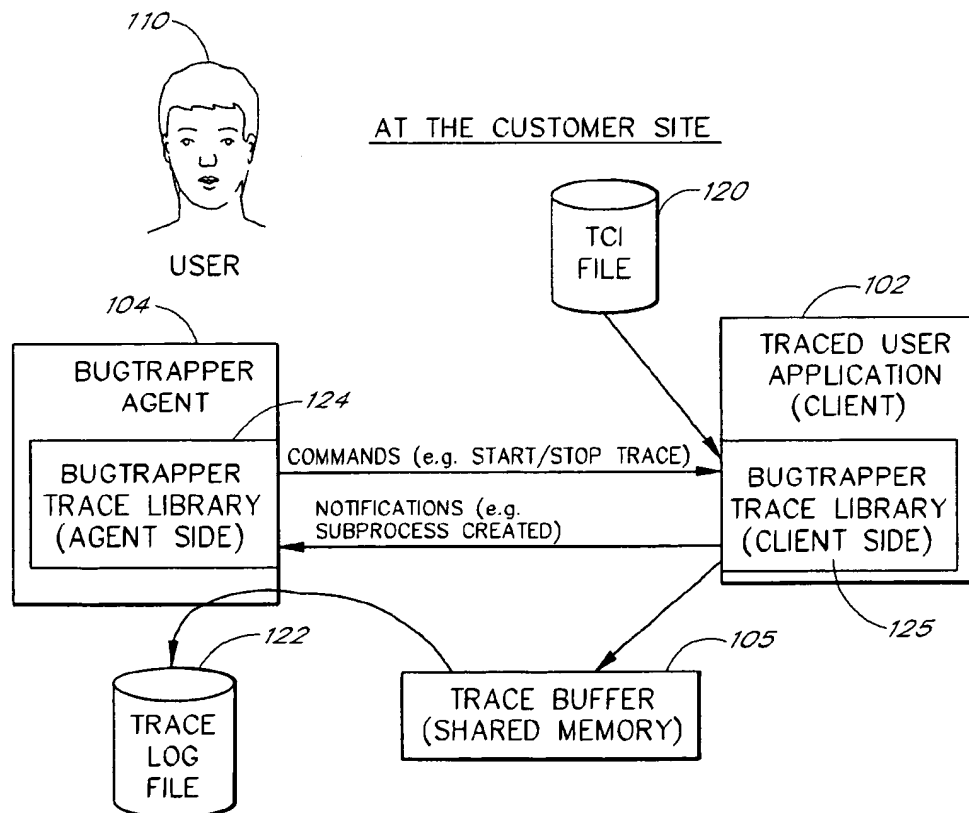 110
AT THE CUSTOMER SITE
USER
120
TCI
FILE
104
BUGTRAPPER
AGENT
124
BUGTRAPPER
TRACE LIBRARY
(AGENT SIDE)
COMMANDS (e.g. START/STOP TRACE)
NOTIFICATIONS (e.g.
SUBPROCESS CREATED)
102
TRACED USER
APPLICATION
(CLIENT)
BUGTRAPPER
TRACE LIBRARY
(CLIENT SIDE)
125
122
TRACE
LOG
FILE
105
TRACE BUFFER
(SHARED MEMORY)